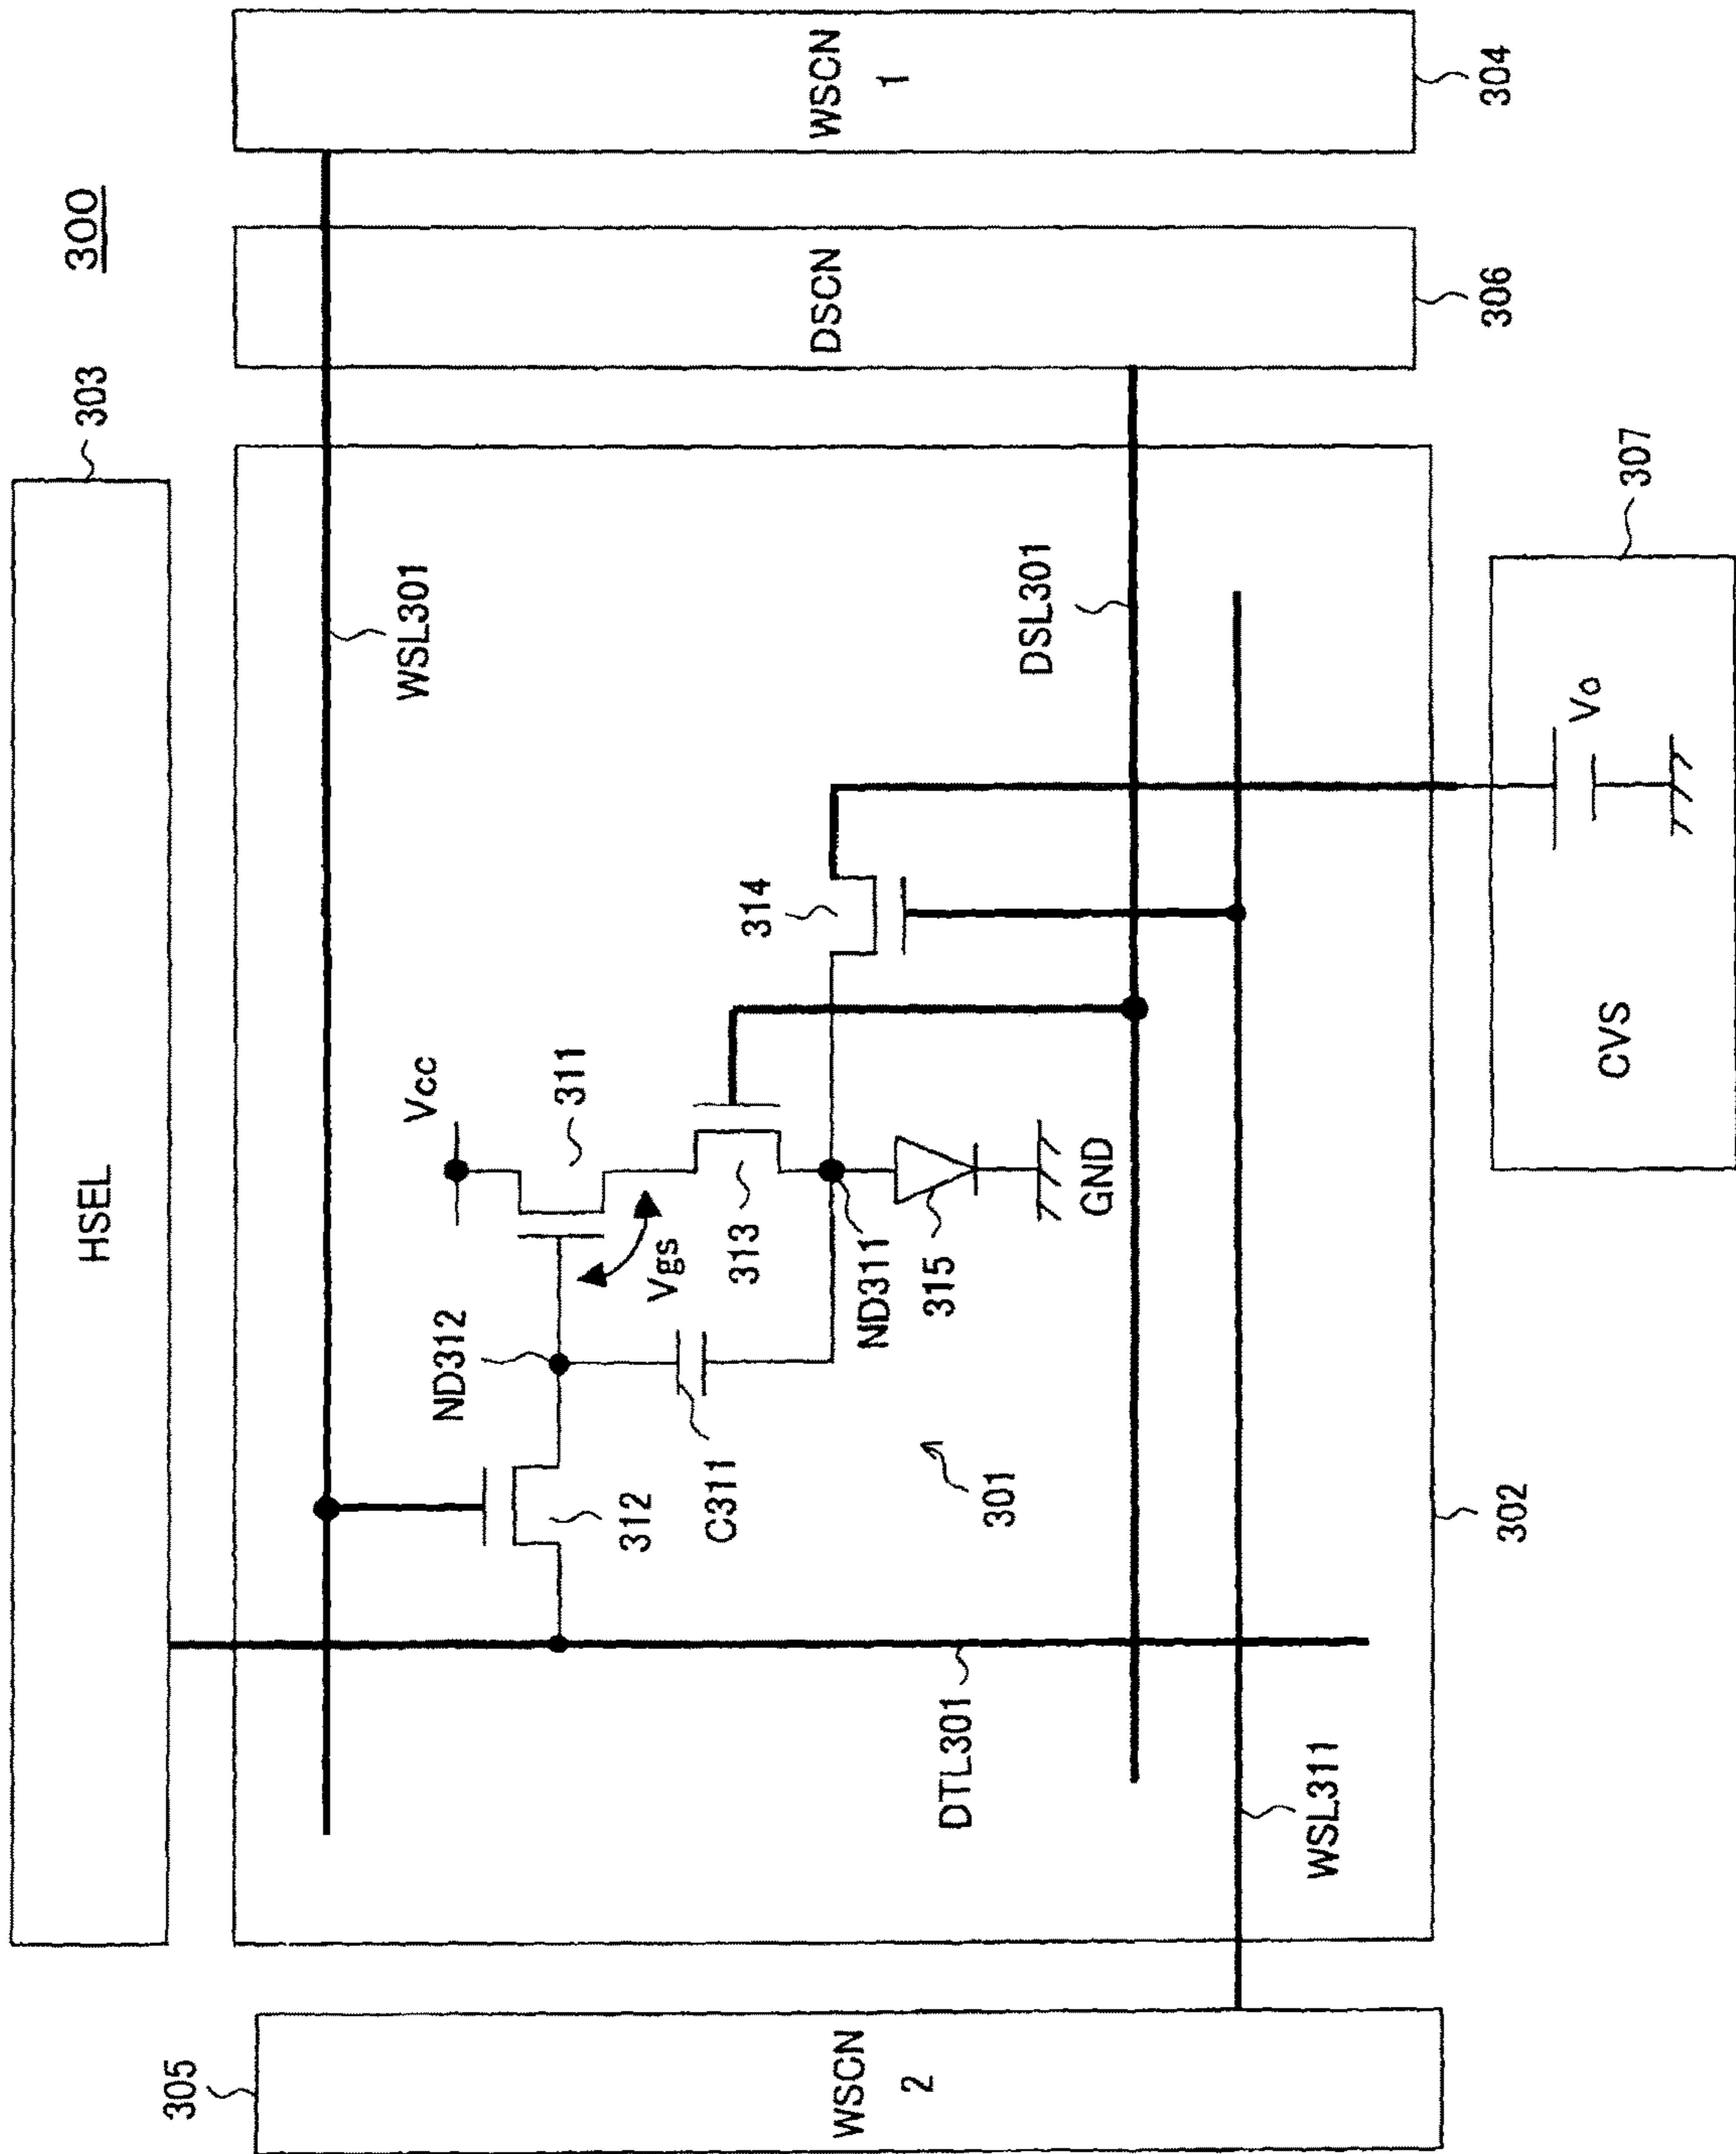 300
HSEL
303
305
WSL301
Vcc
ND312
311
312
Vgs
C311
313
314
WSCN
2
DSCN
WSCN
1
ND311
315
DTL301
301
DSL301
GND
WSL311
302
306
304
CVS
Vo
307